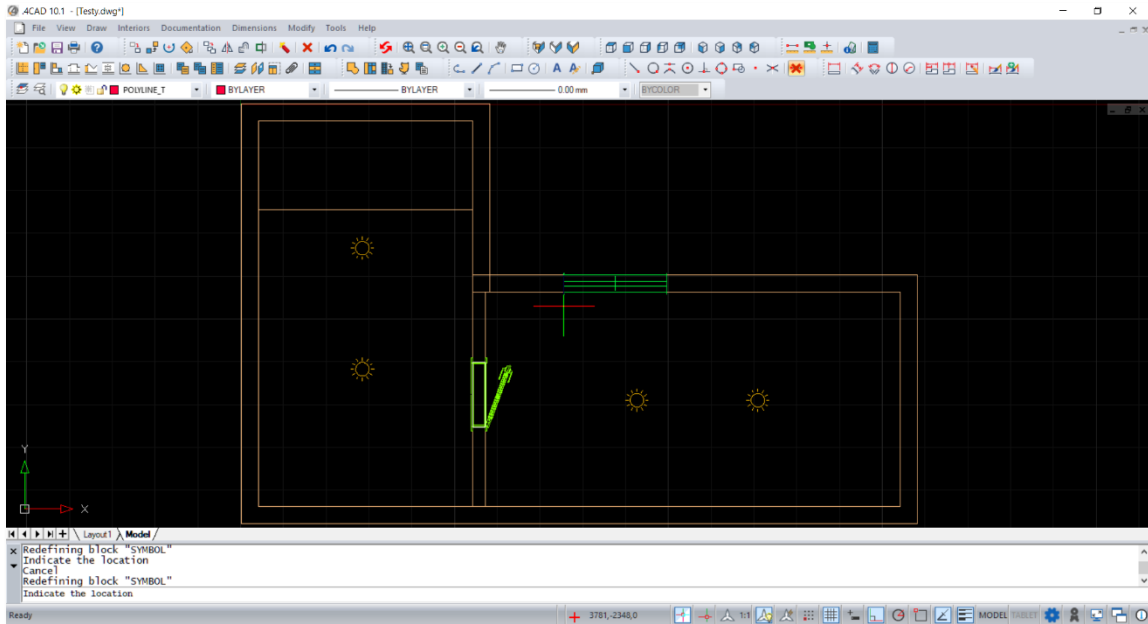 .4CAD 10.1 - [Testy.dwg*]
File View Draw Interiors Documentation Dimensions Modify Tools Help
POLYLINE_T BYLAYER BYLAYER 0.00 mm BYCOLOR
Y
X
Layout1 Model
Redefining block "SYMBOL"
Indicate the location
Cancel
Redefining block "SYMBOL"
Indicate the location
Ready 3781,-2348,0 1:1 MODEL TABLET